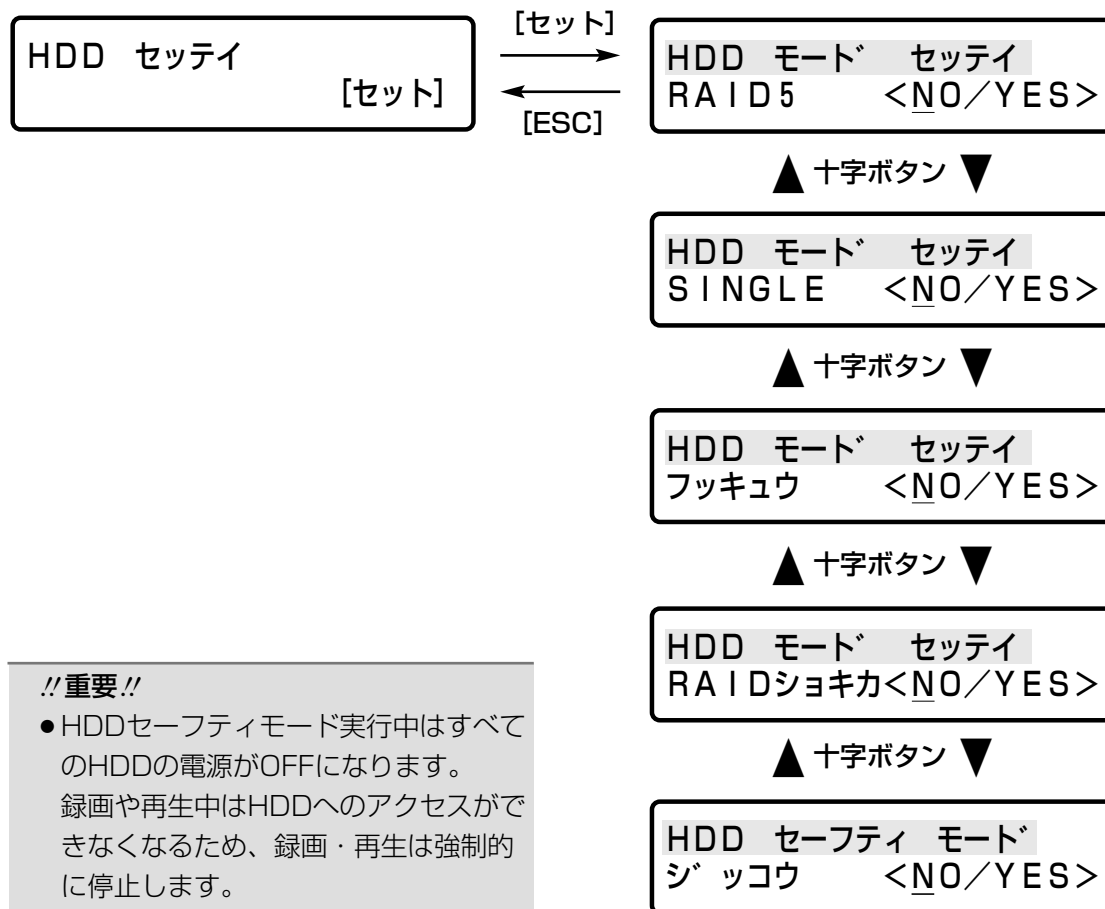 HDD セッテイ
[セット]
[セット]
[ESC]
HDD モード セッテイ
RAID5 <NO/YES>
▲ 十字ボタン ▼
HDD モード セッテイ
SINGLE <NO/YES>
▲ 十字ボタン ▼
HDD モード セッテイ
フッキュウ <NO/YES>
▲ 十字ボタン ▼
HDD モード セッテイ
RAIDショキカ<NO/YES>
▲ 十字ボタン ▼
HDD セーフティ モード
ジッコウ <NO/YES>
!!重要!!
●HDDセーフティモード実行中はすべて
のHDDの電源がOFFになります。
録画や再生中はHDDへのアクセスがで
きなくなるため、録画・再生は強制的
に停止します。